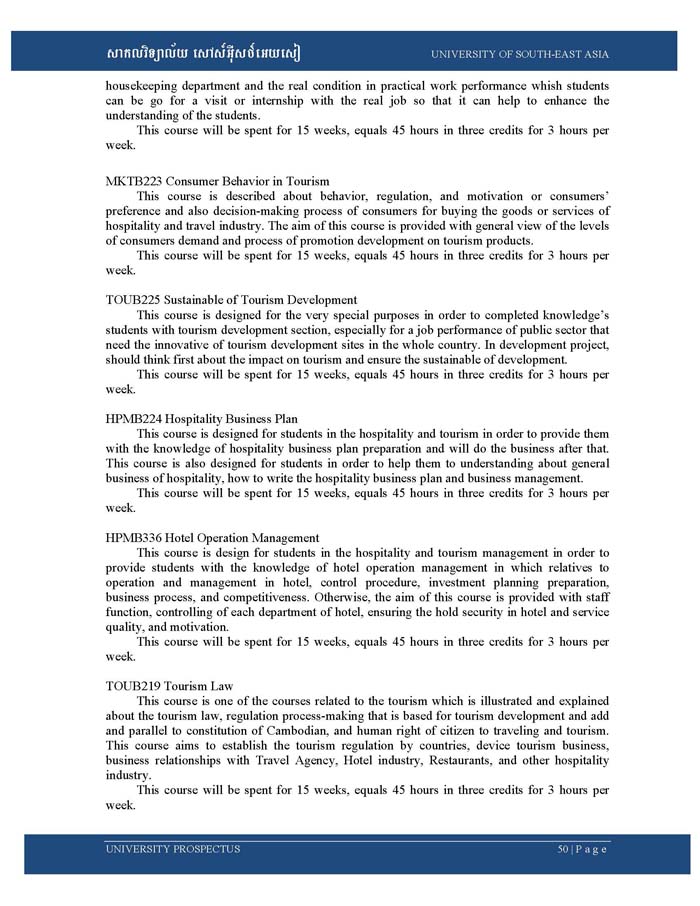 សាកលវិទ្យាល័យ សៅស៍អ៊ីសថ៍អេយសៀ UNIVERSITY OF SOUTH-EAST ASIA
housekeeping department and the real condition in practical work performance whish students
can be go for a visit or internship with the real job so that it can help to enhance the
understanding of the students.
This course will be spent for 15 weeks, equals 45 hours in three credits for 3 hours per
week.
MKTB223 Consumer Behavior in Tourism
This course is described about behavior, regulation, and motivation or consumers’
preference and also decision-making process of consumers for buying the goods or services of
hospitality and travel industry. The aim of this course is provided with general view of the levels
of consumers demand and process of promotion development on tourism products.
This course will be spent for 15 weeks, equals 45 hours in three credits for 3 hours per
week.
TOUB225 Sustainable of Tourism Development
This course is designed for the very special purposes in order to completed knowledge’s
students with tourism development section, especially for a job performance of public sector that
need the innovative of tourism development sites in the whole country. In development project,
should think first about the impact on tourism and ensure the sustainable of development.
This course will be spent for 15 weeks, equals 45 hours in three credits for 3 hours per
week.
HPMB224 Hospitality Business Plan
This course is designed for students in the hospitality and tourism in order to provide them
with the knowledge of hospitality business plan preparation and will do the business after that.
This course is also designed for students in order to help them to understanding about general
business of hospitality, how to write the hospitality business plan and business management.
This course will be spent for 15 weeks, equals 45 hours in three credits for 3 hours per
week.
HPMB336 Hotel Operation Management
This course is design for students in the hospitality and tourism management in order to
provide students with the knowledge of hotel operation management in which relatives to
operation and management in hotel, control procedure, investment planning preparation,
business process, and competitiveness. Otherwise, the aim of this course is provided with staff
function, controlling of each department of hotel, ensuring the hold security in hotel and service
quality, and motivation.
This course will be spent for 15 weeks, equals 45 hours in three credits for 3 hours per
week.
TOUB219 Tourism Law
This course is one of the courses related to the tourism which is illustrated and explained
about the tourism law, regulation process-making that is based for tourism development and add
and parallel to constitution of Cambodian, and human right of citizen to traveling and tourism.
This course aims to establish the tourism regulation by countries, device tourism business,
business relationships with Travel Agency, Hotel industry, Restaurants, and other hospitality
industry.
This course will be spent for 15 weeks, equals 45 hours in three credits for 3 hours per
week.
UNIVERSITY PROSPECTUS 50 | P a g e